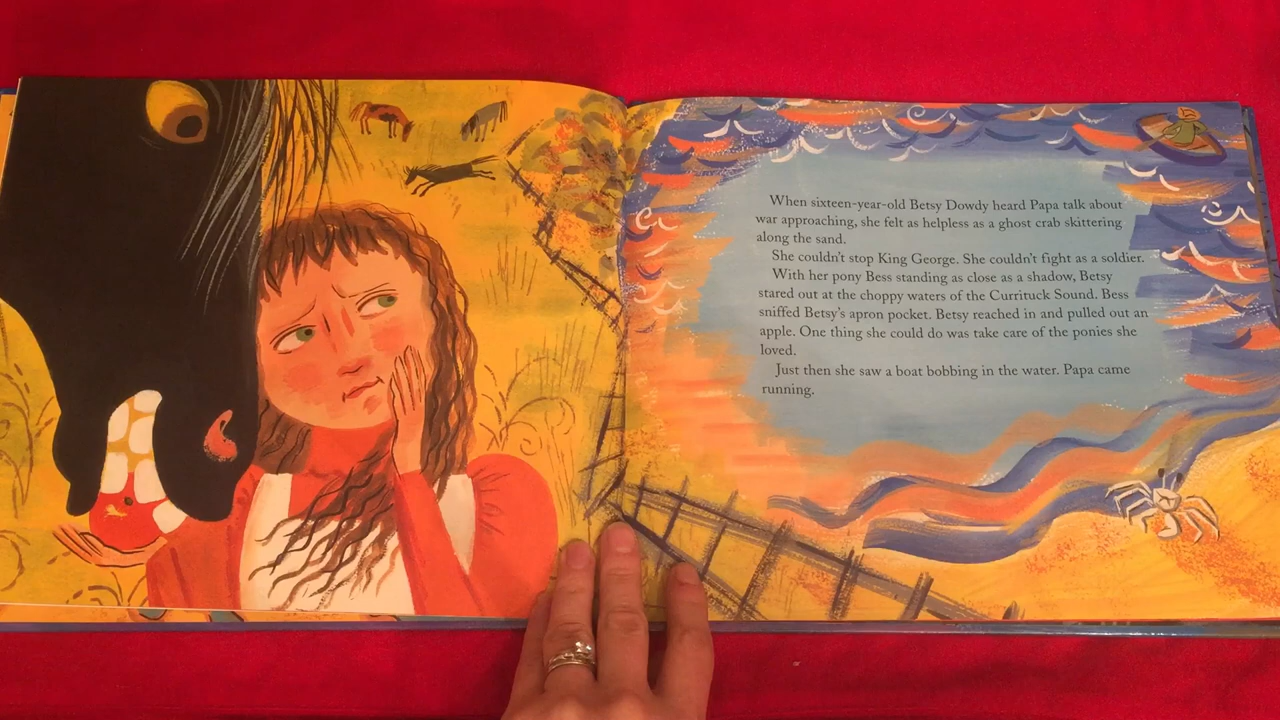 When sixteen-year-old Betsy Dowdy heard Papa talk about
war approaching, she felt as helpless as a ghost crab skittering
along the sand.
She couldn't stop King George. She couldn't fight as a soldier.
With her pony Bess standing as close as a shadow, Betsy
stared out at the choppy waters of the Currituck Sound. Bess
sniffed Betsy's apron pocket. Betsy reached in and pulled out an
apple. One thing she could do was take care of the ponies she
loved.
Just then she saw a boat bobbing in the water. Papa came
running.